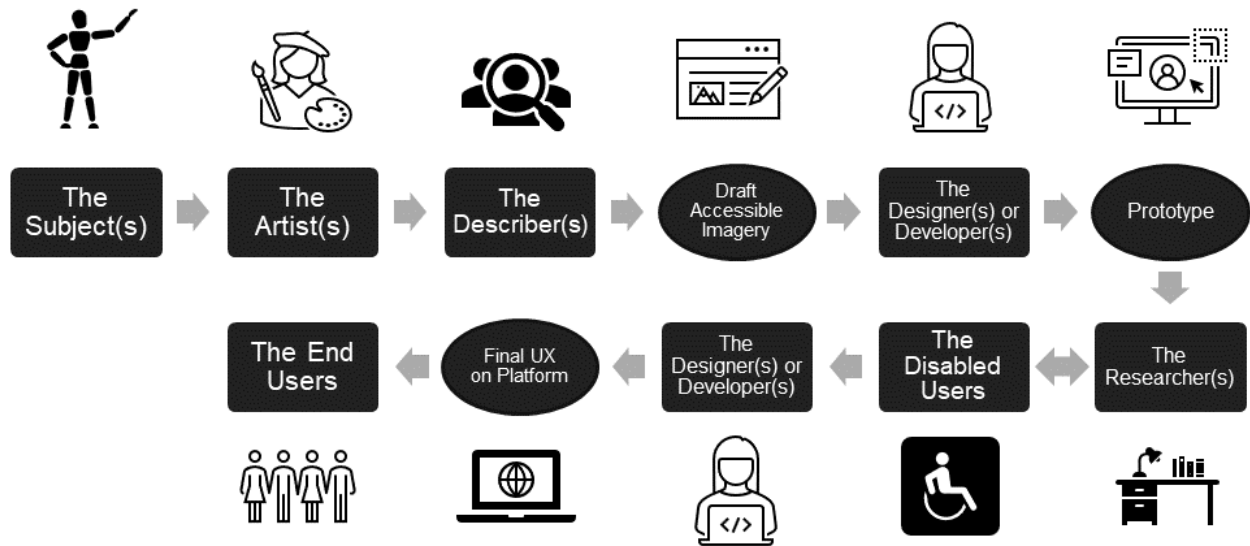 The
Subject(s)
The
Artist(s)
The
Describer(s)
Draft
Accessible
Imagery
</>
The
Designer(s) or
Developer(s)
Prototype
The
Researcher(s)
The
Disabled
Users
The
Designer(s) or
Developer(s)
</>
Final UX
on Platform
The End
Users